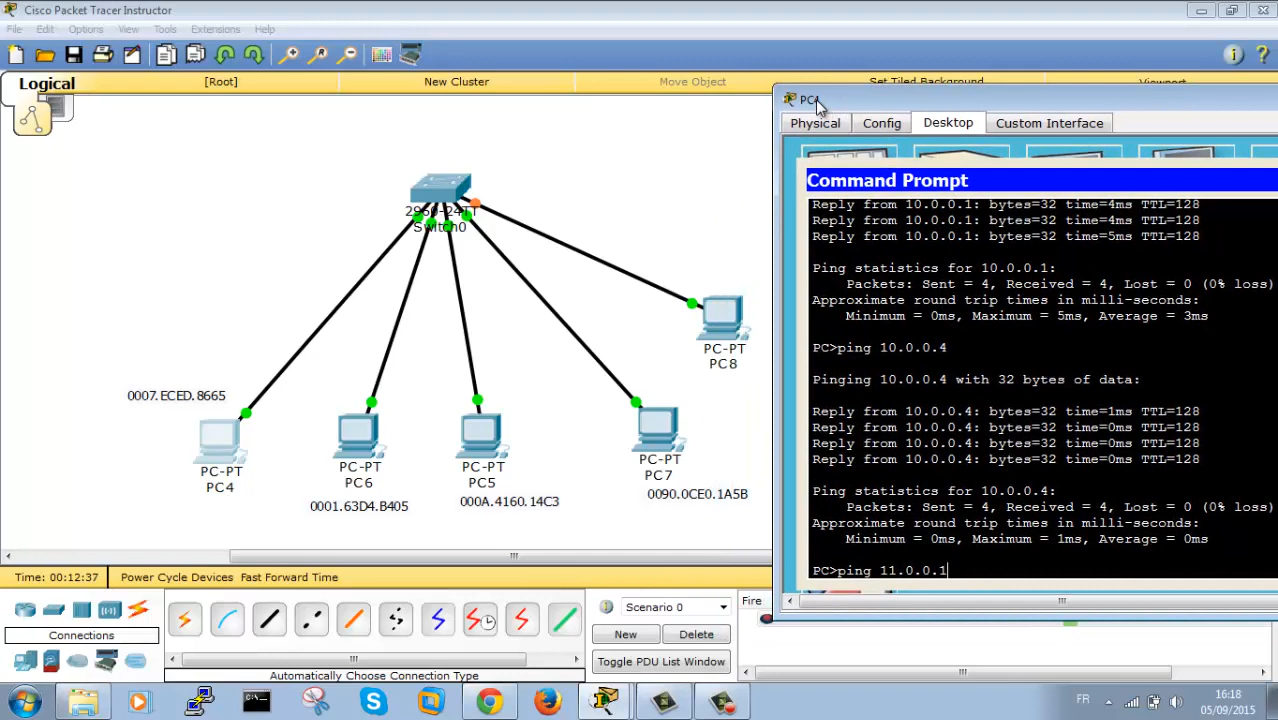 Cisco Packet Tracer Instructor
File Edit Options View Tools Extensions Help
Logical
[Root]
New Cluster
Move Object
Set Tiled Background
Viewport
2960-24TT
Switch0
PC-PT
PC8
0007.ECED.8665
PC-PT
PC4
PC-PT
PC6
0001.63D4.B405
PC-PT
PC5
000A.4160.14C3
PC-PT
PC7
0090.0CE0.1A5B
Physical Config Desktop Custom Interface
Command Prompt
Reply from 10.0.0.1: bytes=32 time=4ms TTL=128
Reply from 10.0.0.1: bytes=32 time=4ms TTL=128
Reply from 10.0.0.1: bytes=32 time=5ms TTL=128
Ping statistics for 10.0.0.1:
Packets: Sent = 4, Received = 4, Lost = 0 (0% loss)
Approximate round trip times in milli-seconds:
Minimum = 0ms, Maximum = 5ms, Average = 3ms
PC>ping 10.0.0.4
Pinging 10.0.0.4 with 32 bytes of data:
Reply from 10.0.0.4: bytes=32 time=1ms TTL=128
Reply from 10.0.0.4: bytes=32 time=0ms TTL=128
Reply from 10.0.0.4: bytes=32 time=0ms TTL=128
Reply from 10.0.0.4: bytes=32 time=0ms TTL=128
Ping statistics for 10.0.0.4:
Packets: Sent = 4, Received = 4, Lost = 0 (0% loss)
Approximate round trip times in milli-seconds:
Minimum = 0ms, Maximum = 1ms, Average = 0ms
PC>ping 11.0.0.1
Time: 00:12:37 Power Cycle Devices Fast Forward Time
Connections
Automatically Choose Connection Type
Scenario 0
New Delete
Toggle PDU List Window
Fire
FR
16:18
05/09/2015